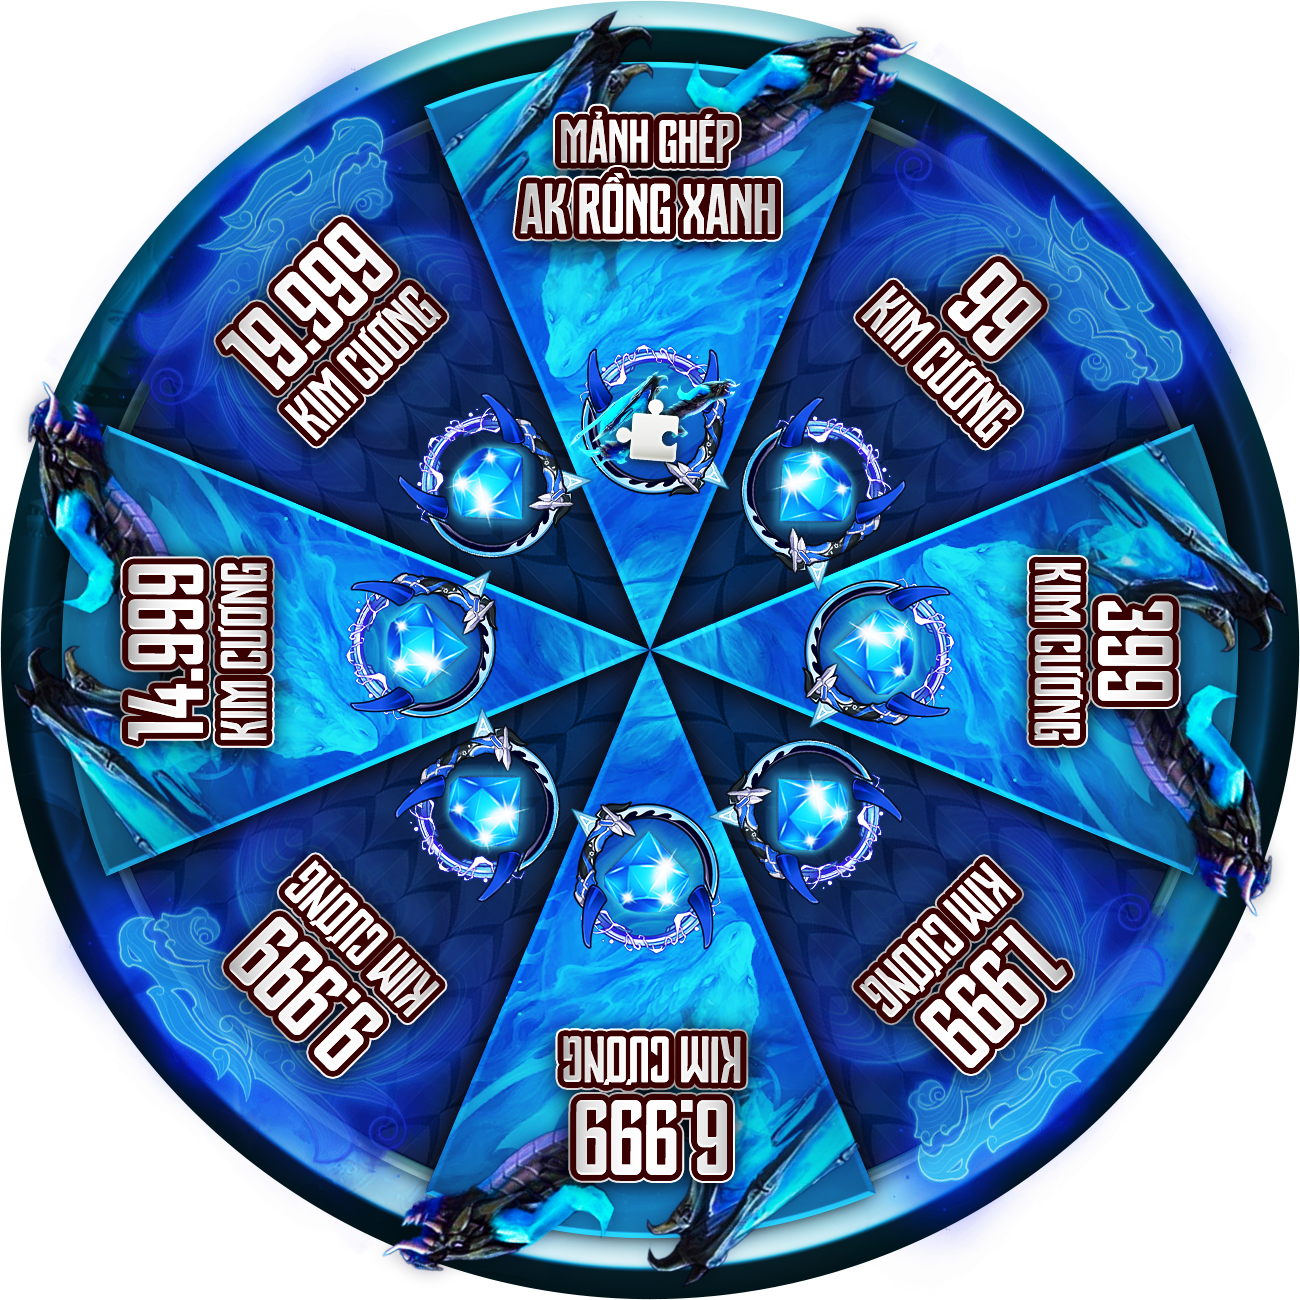 MẢNH GHÉP
AK RỒNG XANH
99
KIM CƯƠNG
399
KIM CƯƠNG
1.999
KIM CƯƠNG
6.999
KIM CƯƠNG
9.999
KIM CƯƠNG
14.999
KIM CƯƠNG
19.999
KIM CƯƠNG